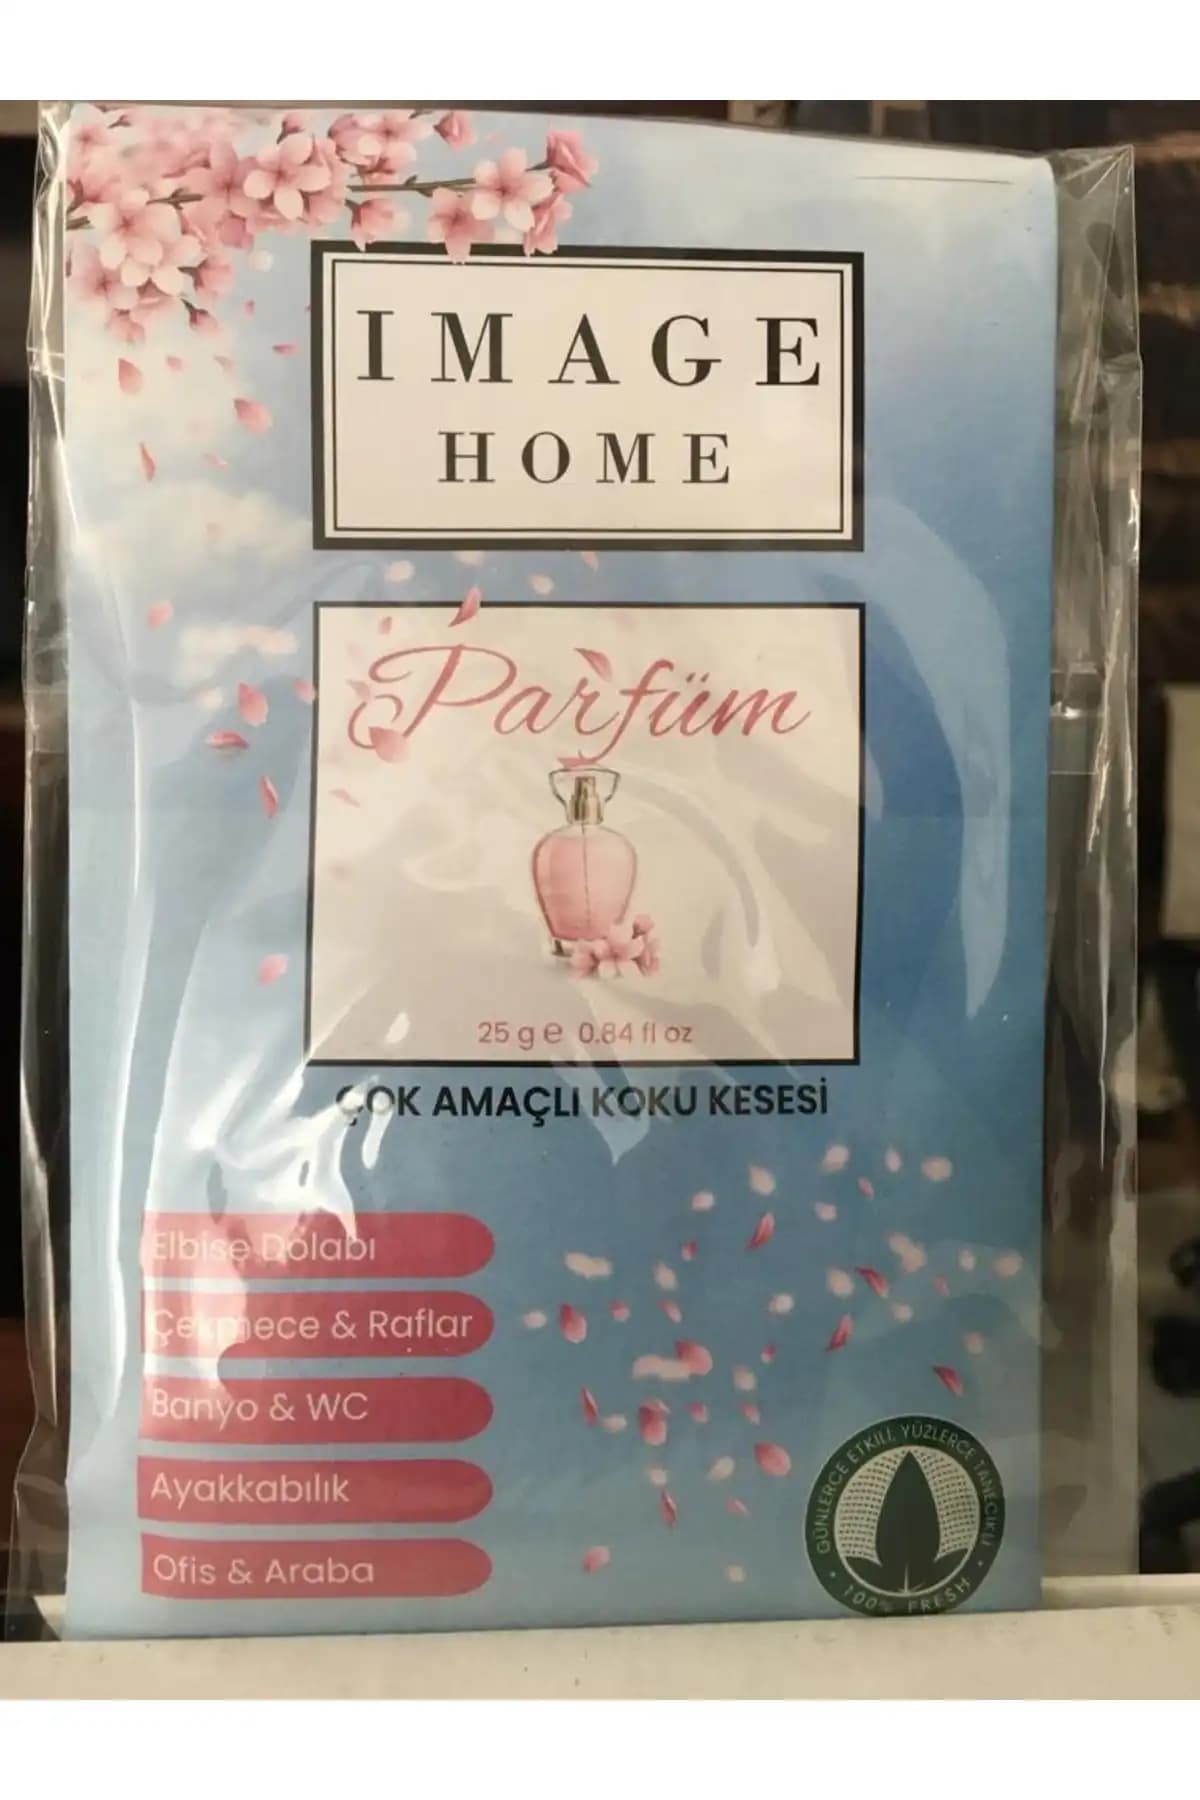 IMAGE
HOME
Parfüm
25 g e 0.84 fl oz
ÇOK AMAÇLI KOKU KESESİ
Elbise Dolabı
Çekmece & Raflar
Banyo & WC
Ayakkabılık
Ofis & Araba
GÜNLERCE ETKİLİ, YÜZLERCE TANECİKLİ
• 100% FRESH •